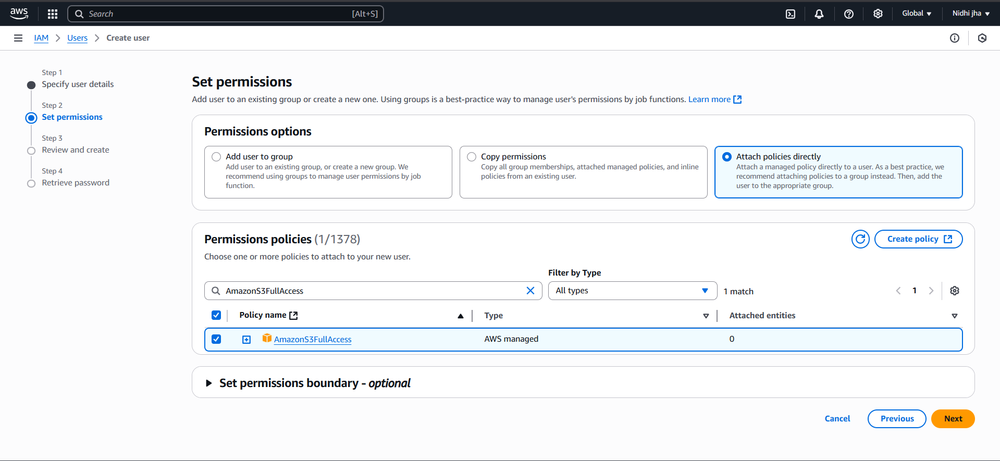 aws
Search [Alt+S]
Global
Nidhi jha
IAM
Users
Create user
Step 1
Specify user details
Step 2
Set permissions
Step 3
Review and create
Step 4
Retrieve password
Set permissions
Add user to an existing group or create a new one. Using groups is a best-practice way to manage user's permissions by job functions. Learn more
Permissions options
Add user to group
Add user to an existing group, or create a new group. We
recommend using groups to manage user permissions by job
function.
Copy permissions
Copy all group memberships, attached managed policies, and inline
policies from an existing user.
Attach policies directly
Attach a managed policy directly to a user. As a best practice, we
recommend attaching policies to a group instead. Then, add the
user to the appropriate group.
Permissions policies (1/1378)
Create policy
Choose one or more policies to attach to your new user.
Filter by Type
AmazonS3FullAccess
All types
1 match
1
Policy name
Type
Attached entities
AmazonS3FullAccess
AWS managed
0
Set permissions boundary - optional
Cancel
Previous
Next